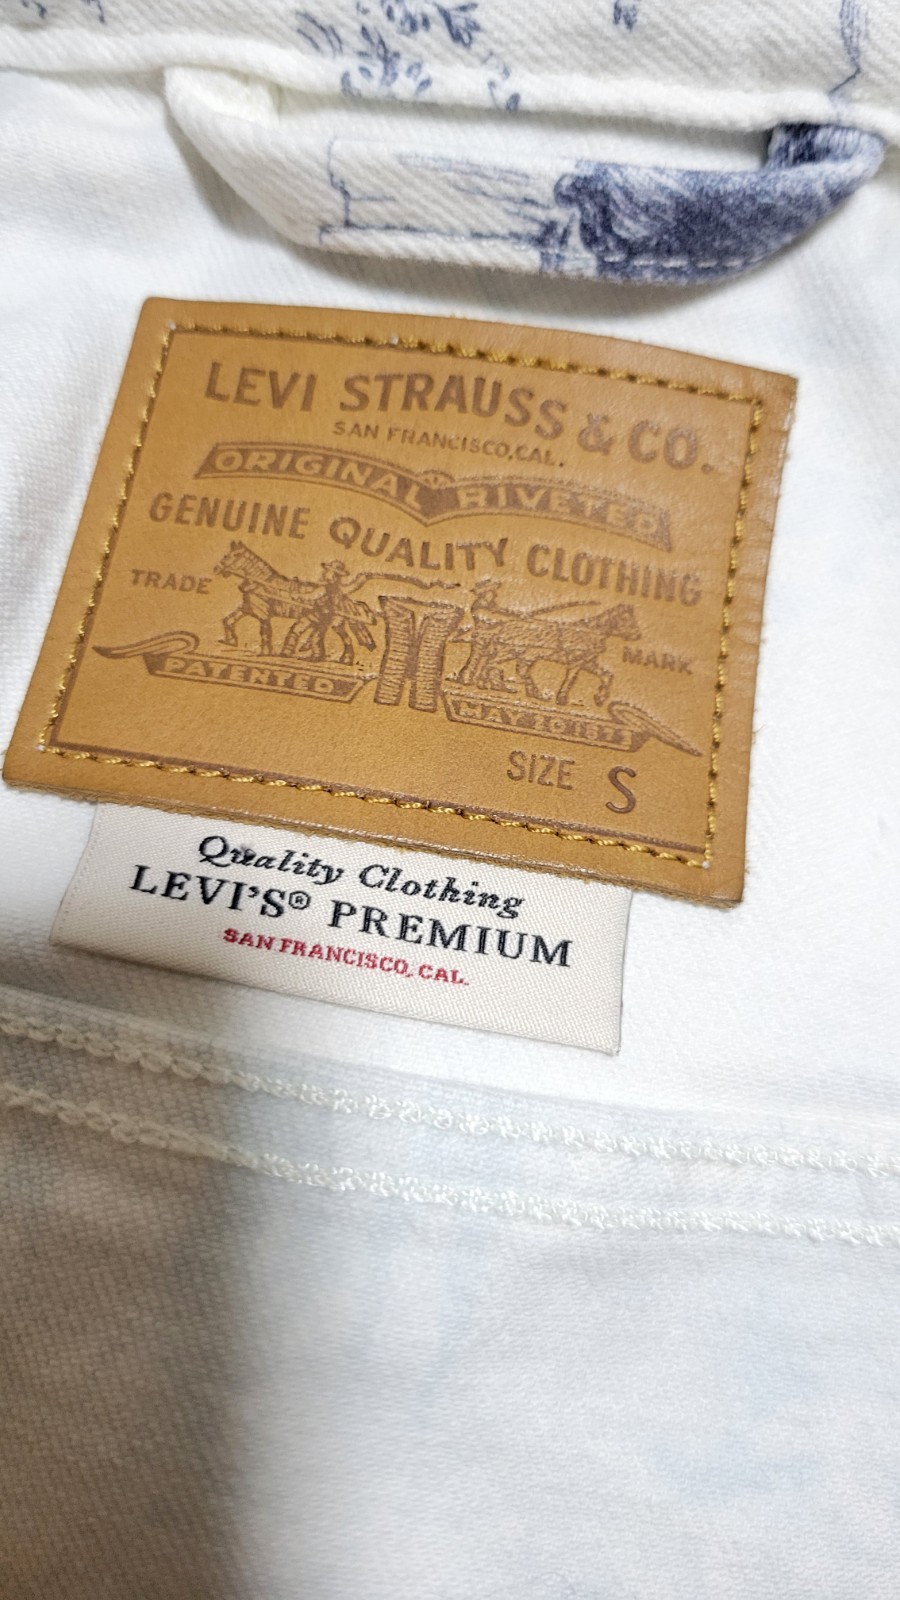 LEVI STRAUSS & CO.
SAN FRANCISCO, CAL.
ORIGINAL RIVETED
GENUINE QUALITY CLOTHING
TRADE MARK
PATENTED MAY 20 1873
SIZE S
Quality Clothing
LEVI'S® PREMIUM
SAN FRANCISCO, CAL.